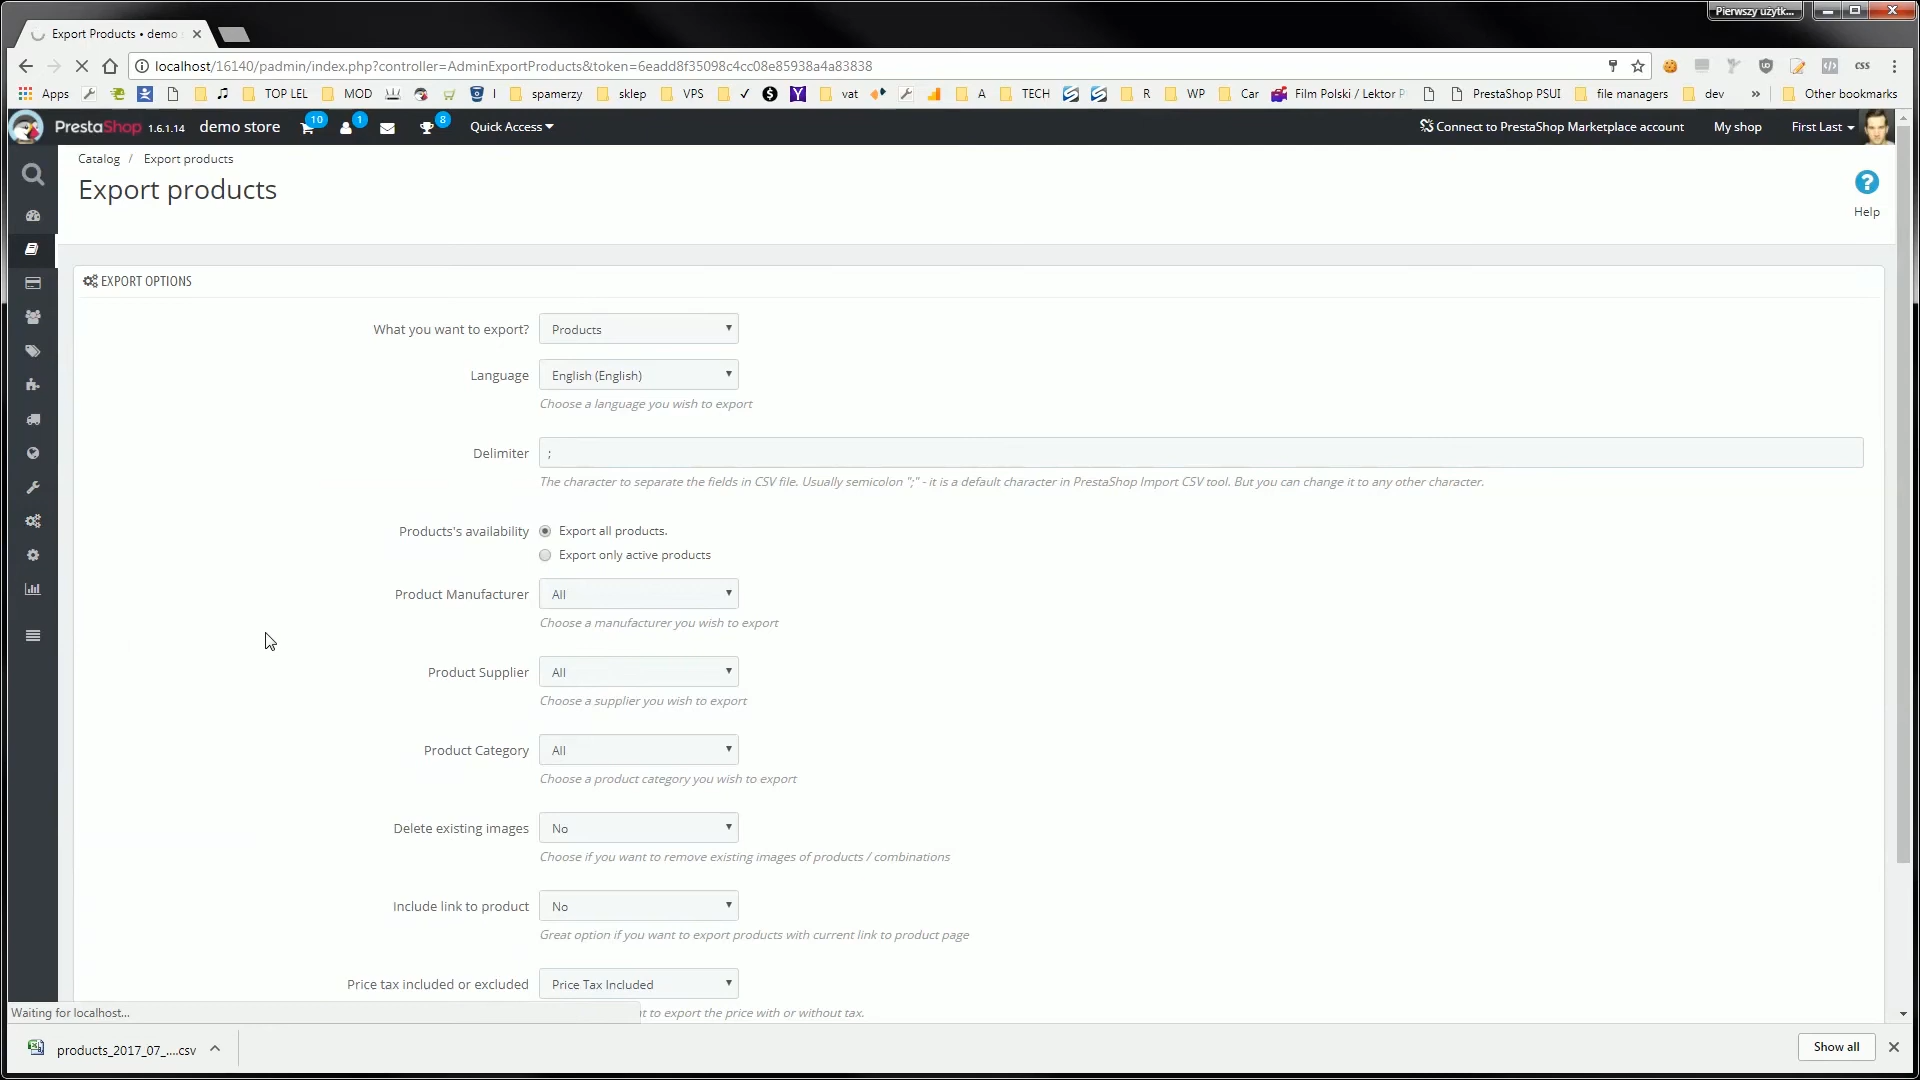 Pierwszy użytk...
Export Products • demo
localhost/16140/padmin/index.php?controller=AdminExportProducts&token=6eadd8f35098c4cc08e85938a4a83838
css
Apps I spamerzy sklep VPS vat A TECH R WP Car Film Polski / Lektor P PrestaShop PSUI file managers dev » Other bookmarks
TOP LEL MOD
PrestaShop 1.6.1.14 demo store 10 1 8 Quick Access Connect to PrestaShop Marketplace account My shop First Last
Catalog / Export products
Export products
Help
EXPORT OPTIONS
What you want to export? Products
Language English (English)
Choose a language you wish to export
Delimiter ;
The character to separate the fields in CSV file. Usually semicolon ";" - it is a default character in PrestaShop Import CSV tool. But you can change it to any other character.
Products's availability Export all products.
Export only active products
Product Manufacturer All
Choose a manufacturer you wish to export
Product Supplier All
Choose a supplier you wish to export
Product Category All
Choose a product category you wish to export
Delete existing images No
Choose if you want to remove existing images of products / combinations
Include link to product No
Great option if you want to export products with current link to product page
Price tax included or excluded Price Tax Included
Waiting for localhost... t to export the price with or without tax.
products_2017_07_....csv Show all